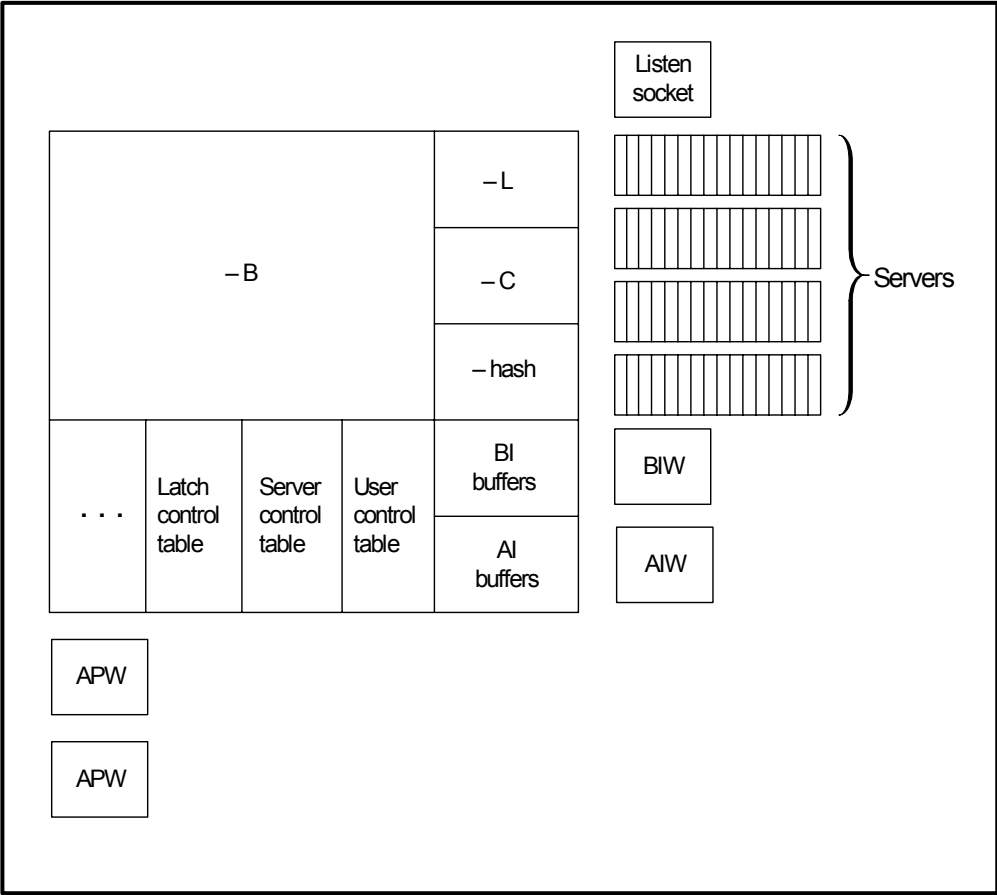 Listen
socket
– L
– B
– C
Servers
– hash
. . .
Latch
control
table
Server
control
table
User
control
table
BI
buffers
BIW
AI
buffers
AIW
APW
APW